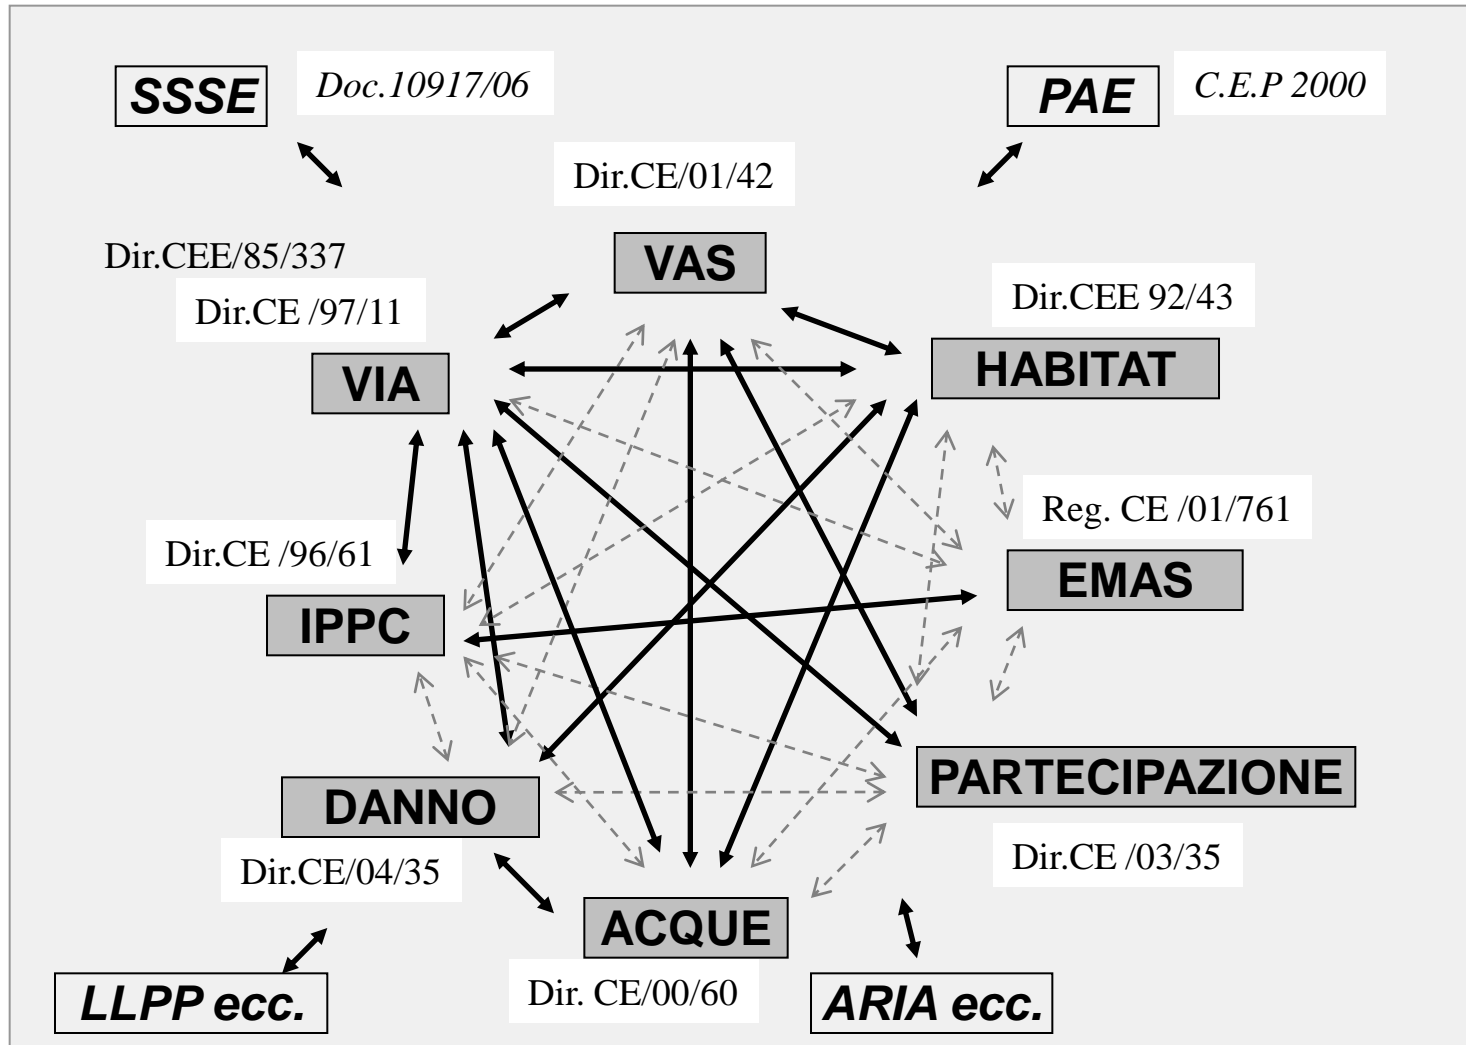 SSSE
Doc.10917/06
PAE
C.E.P 2000
Dir.CE/01/42
VAS
Dir.CEE/85/337
Dir.CE /97/11
Dir.CEE 92/43
VIA
HABITAT
Reg. CE /01/761
Dir.CE /96/61
EMAS
IPPC
DANNO
PARTECIPAZIONE
Dir.CE/04/35
Dir.CE /03/35
ACQUE
Dir. CE/00/60
LLPP ecc.
ARIA ecc.